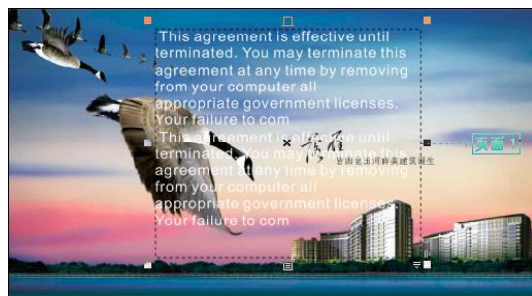 This agreement is effective until
terminated. You may terminate this
agreement at any time by removing
from your computer all
appropriate government licenses.
Your failure to com
This agreement is effective until
terminated. You may terminate this
agreement at any time by removing
from your computer all
appropriate government licenses.
Your failure to com
页面 1